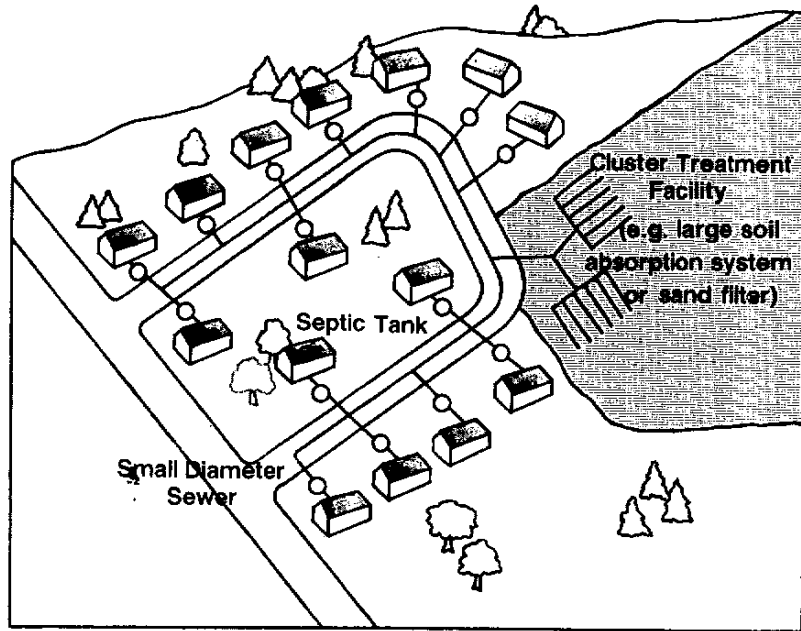 Cluster Treatment
Facility
(e.g. large soil
absorption system
or sand filter)
Septic Tank
Small Diameter
Sewer